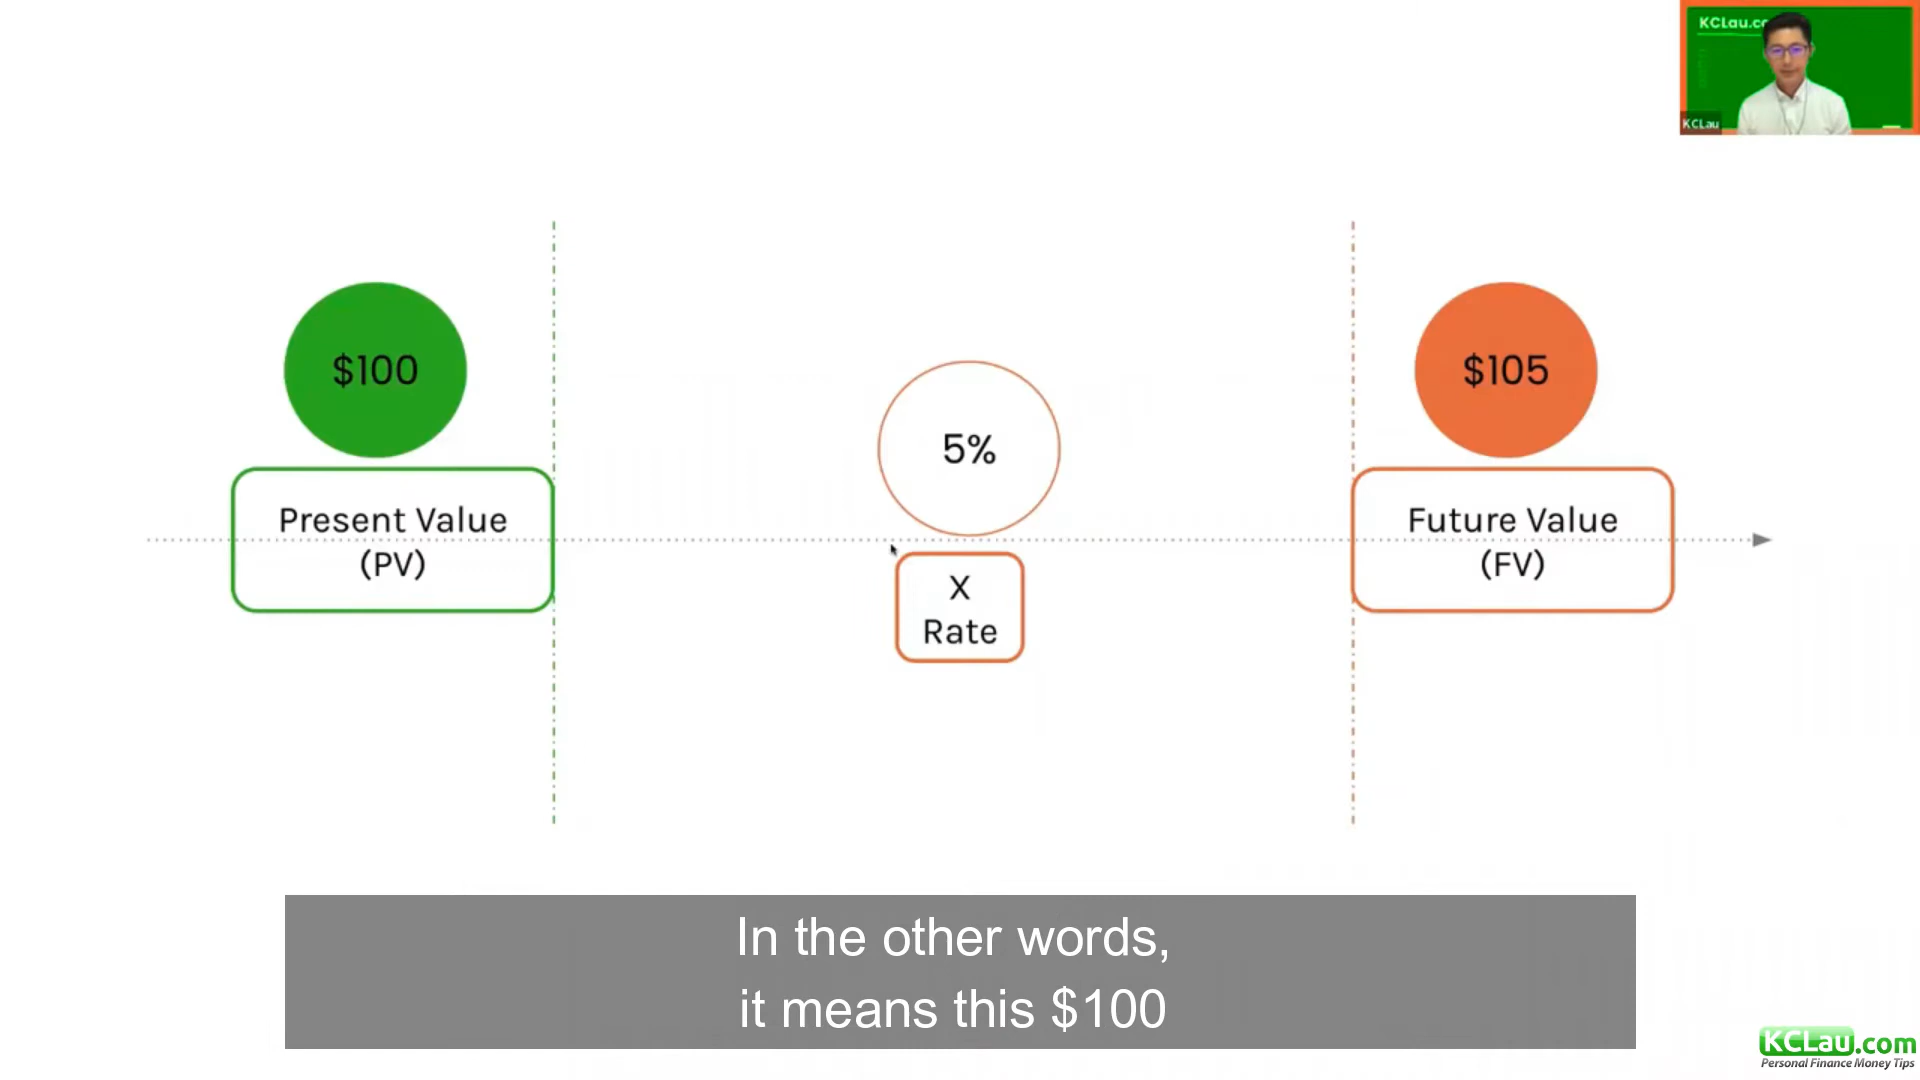 KCLau.co
KCLau
$100
$105
5%
Present Value
(PV)
Future Value
(FV)
X
Rate
In the other words,
it means this $100
KCLau.com
Personal Finance Money Tips